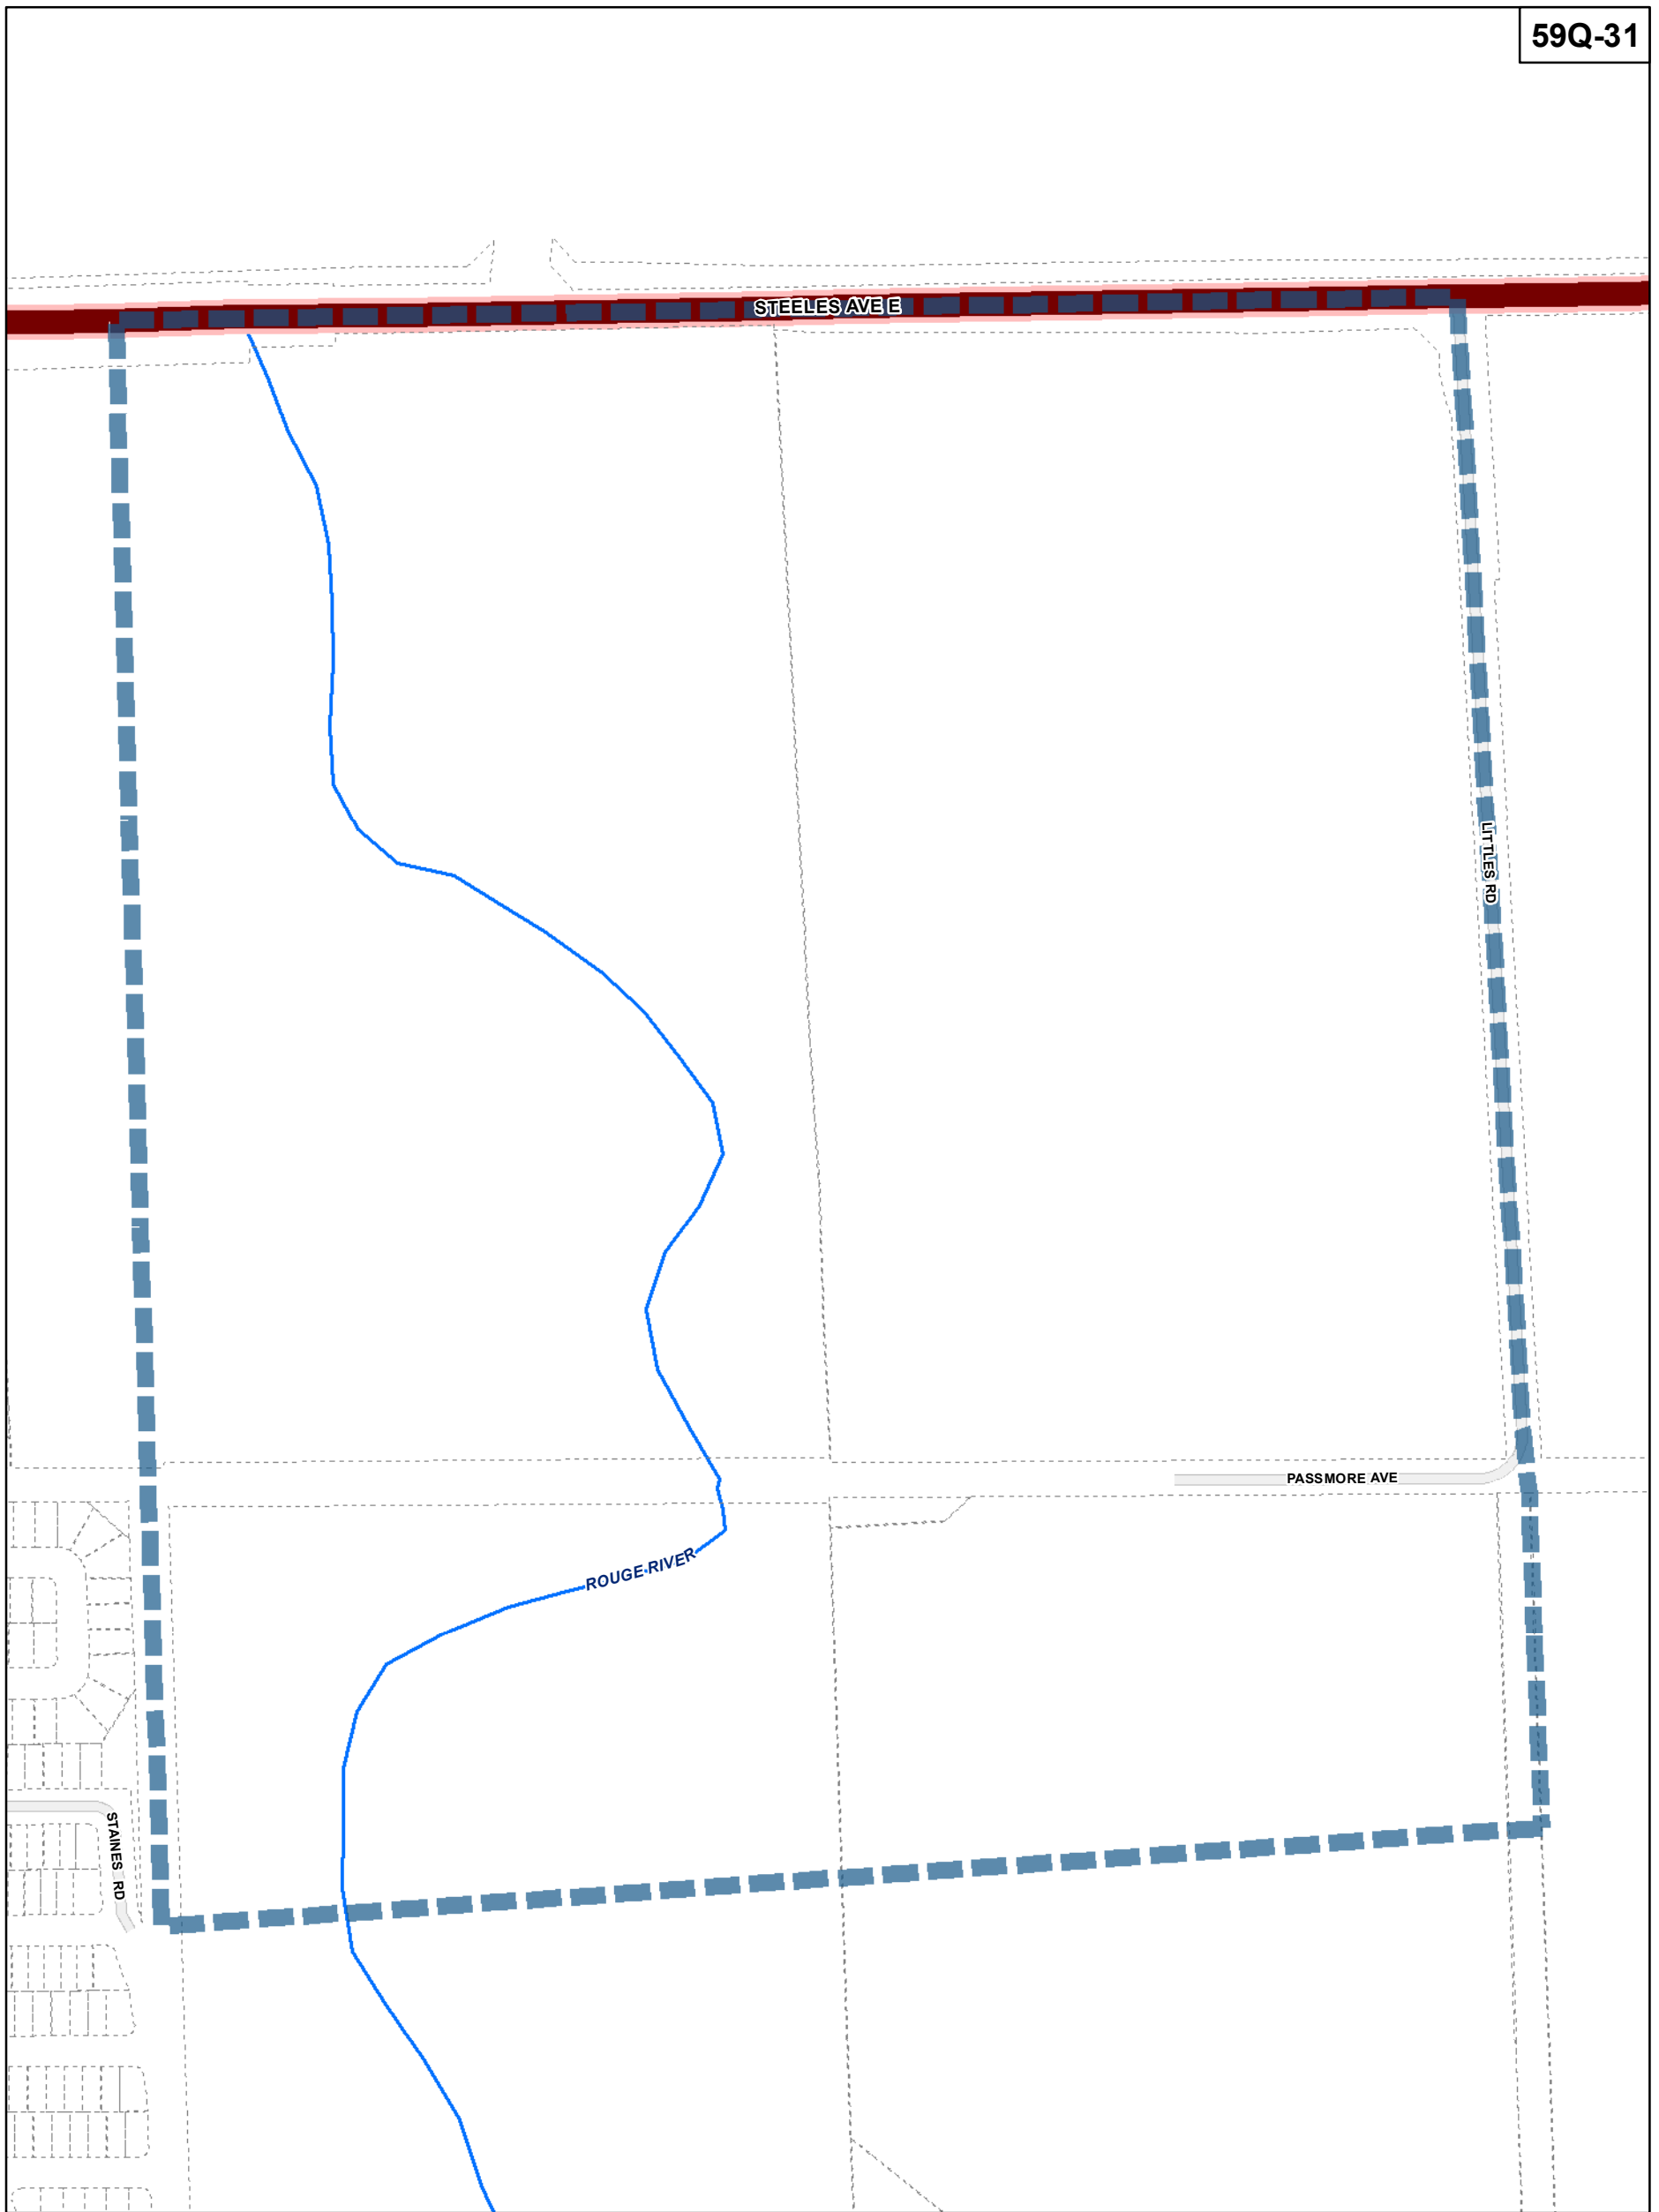 59Q-31
STEELES AVE E
LITTLES RD
PASSMORE AVE
ROUGE RIVER
STAINES RD